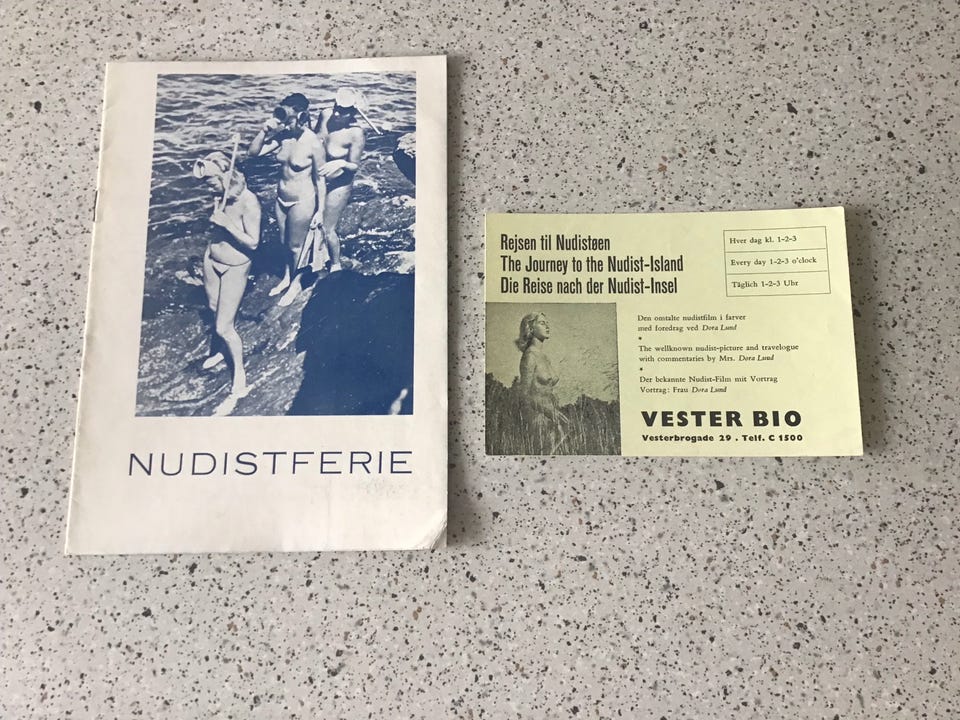 NUDISTFERIE
Rejsen til Nudistøen
The Journey to the Nudist-Island
Die Reise nach der Nudist-Insel
Hver dag kl. 1-2-3
Every day 1-2-3 o'clock
Täglich 1-2-3 Uhr
Den omtalte nudistfilm i farver
med foredrag ved Dora Lund
*
The wellknown nudist-picture and travelogue
with commentaries by Mrs. Dora Lund
*
Der bekannte Nudist-Film mit Vortrag
Vortrag: Frau Dora Lund
VESTER BIO
Vesterbrogade 29 . Telf. C 1500